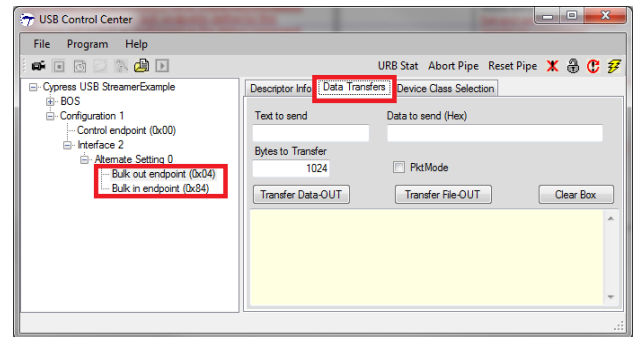 USB Control Center
File Program Help
URB Stat Abort Pipe Reset Pipe
Cypress USB StreamerExample
BOS
Configuration 1
Control endpoint (0x00)
Interface 2
Alternate Setting 0
Bulk out endpoint (0x04)
Bulk in endpoint (0x84)
Descriptor Info Data Transfers Device Class Selection
Text to send Data to send (Hex)
Bytes to Transfer
1024 PktMode
Transfer Data-OUT Transfer File-OUT Clear Box